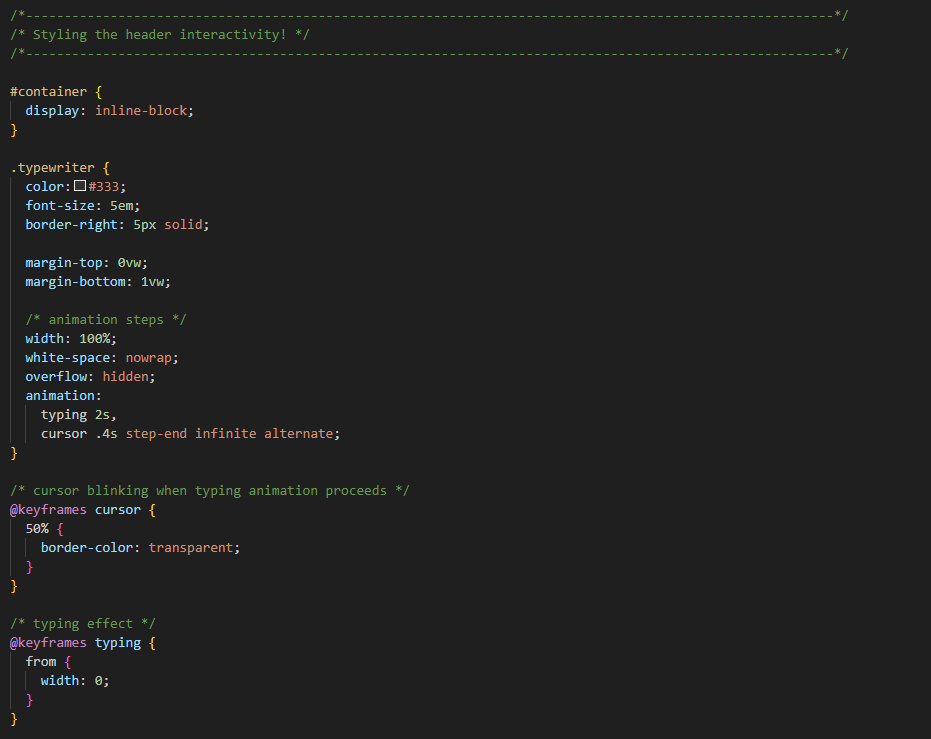 /*---------------------------------------------------------------------------------------------------------*/
/* Styling the header interactivity! */
/*---------------------------------------------------------------------------------------------------------*/
#container {
  display: inline-block;
}
.typewriter {
  color: #333;
  font-size: 5em;
  border-right: 5px solid;
  margin-top: 0vw;
  margin-bottom: 1vw;
  /* animation steps */
  width: 100%;
  white-space: nowrap;
  overflow: hidden;
  animation:
    typing 2s,
    cursor .4s step-end infinite alternate;
}
/* cursor blinking when typing animation proceeds */
@keyframes cursor {
  50% {
    border-color: transparent;
  }
}
/* typing effect */
@keyframes typing {
  from {
    width: 0;
  }
}